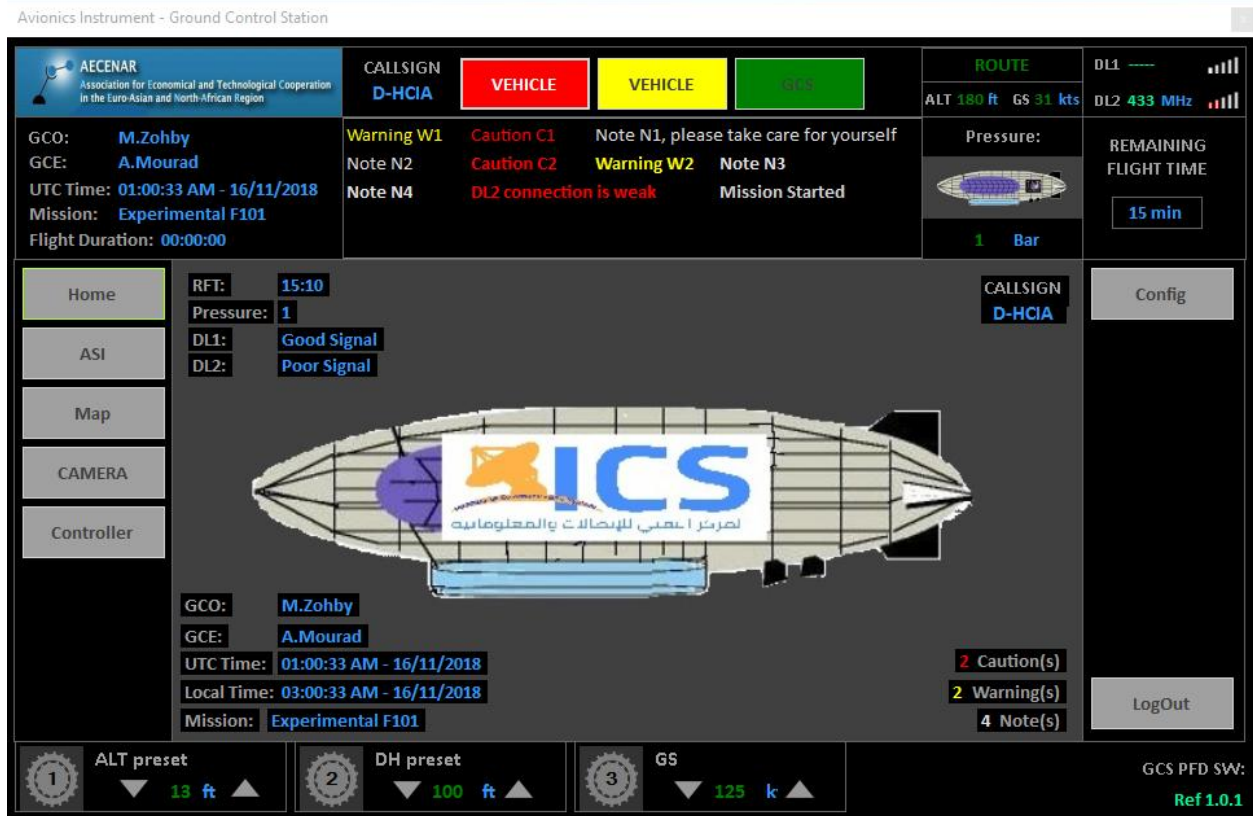 Avionics Instrument - Ground Control Station
x
AECENAR
Association for Economical and Technological Cooperation
in the Euro-Asian and North-African Region
CALLSIGN
D-HCIA
VEHICLE
VEHICLE
GCS
ROUTE
ALT 180 ft GS 31 kts
DL1 -----
DL2 433 MHz
GCO: M.Zohby
GCE: A.Mourad
UTC Time: 01:00:33 AM - 16/11/2018
Mission: Experimental F101
Flight Duration: 00:00:00
Warning W1 Caution C1 Note N1, please take care for yourself
Note N2 Caution C2 Warning W2 Note N3
Note N4 DL2 connection is weak Mission Started
Pressure:
1 Bar
REMAINING
FLIGHT TIME
15 min
Home
ASI
Map
CAMERA
Controller
RFT: 15:10
Pressure: 1
DL1: Good Signal
DL2: Poor Signal
CALLSIGN
D-HCIA
ICS
للإتصالات والمعلوماتية
GCO: M.Zohby
GCE: A.Mourad
UTC Time: 01:00:33 AM - 16/11/2018
Local Time: 03:00:33 AM - 16/11/2018
Mission: Experimental F101
2 Caution(s)
2 Warning(s)
4 Note(s)
Config
LogOut
1 ALT preset
13 ft
2 DH preset
100 ft
3 GS
125 k
GCS PFD SW:
Ref 1.0.1